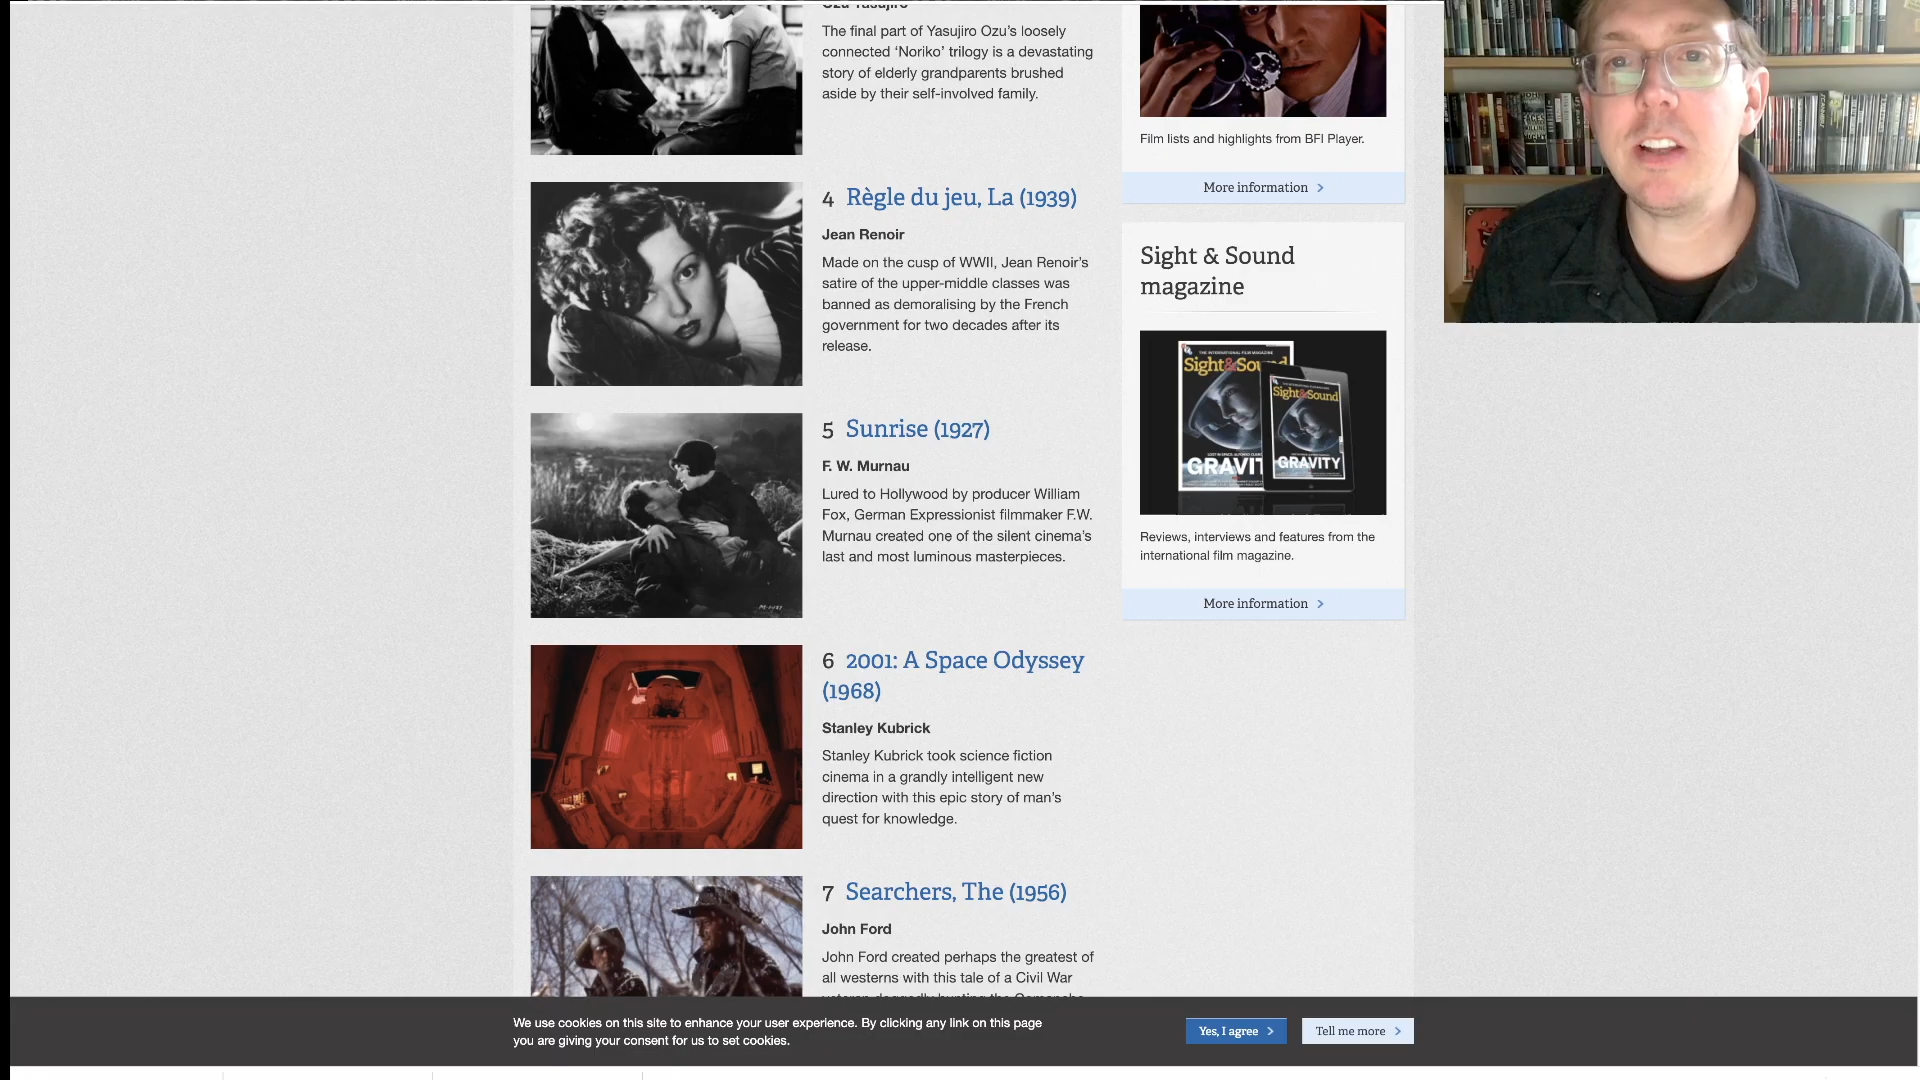 Ozu Yasujiro
The final part of Yasujiro Ozu's loosely
connected 'Noriko' trilogy is a devastating
story of elderly grandparents brushed
aside by their self-involved family.
4 Règle du jeu, La (1939)
Jean Renoir
Made on the cusp of WWII, Jean Renoir's
satire of the upper-middle classes was
banned as demoralising by the French
government for two decades after its
release.
5 Sunrise (1927)
F. W. Murnau
Lured to Hollywood by producer William
Fox, German Expressionist filmmaker F.W.
Murnau created one of the silent cinema's
last and most luminous masterpieces.
6 2001: A Space Odyssey
(1968)
Stanley Kubrick
Stanley Kubrick took science fiction
cinema in a grandly intelligent new
direction with this epic story of man's
quest for knowledge.
7 Searchers, The (1956)
John Ford
John Ford created perhaps the greatest of
all westerns with this tale of a Civil War
Film lists and highlights from BFI Player.
More information
Sight & Sound
magazine
THE INTERNATIONAL FILM MAGAZINE
Sight&Sound
GRAVITY
Sight&Sound
GRAVITY
Reviews, interviews and features from the
international film magazine.
More information
We use cookies on this site to enhance your user experience. By clicking any link on this page
you are giving your consent for us to set cookies.
Yes, I agree
Tell me more